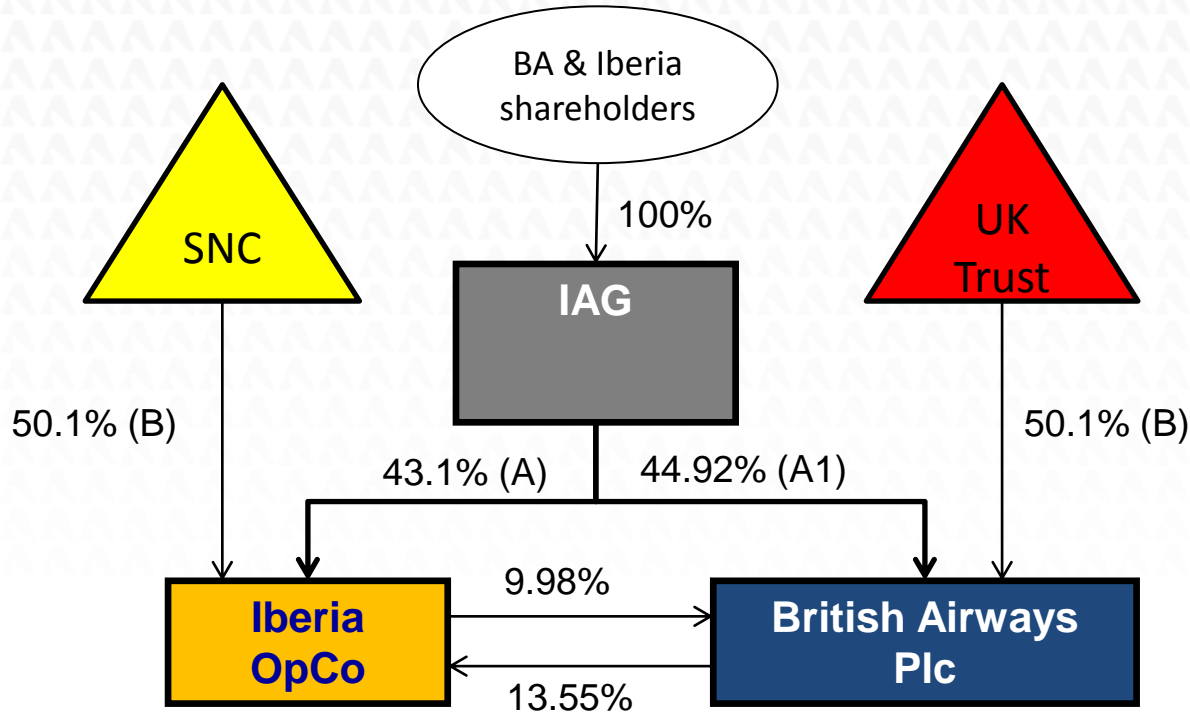 BA & Iberia
shareholders
100%
SNC
IAG
UK
Trust
50.1% (B)
43.1% (A)
44.92% (A1)
50.1% (B)
Iberia
OpCo
9.98%
13.55%
British Airways
Plc